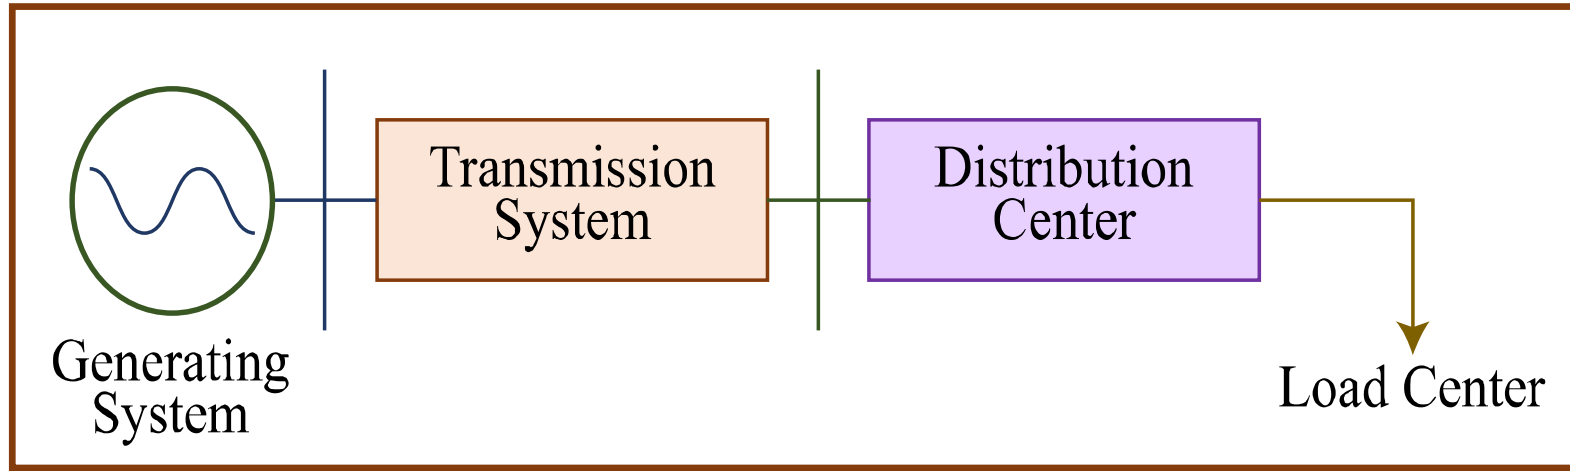 Generating
System
Transmission
System
Distribution
Center
Load Center